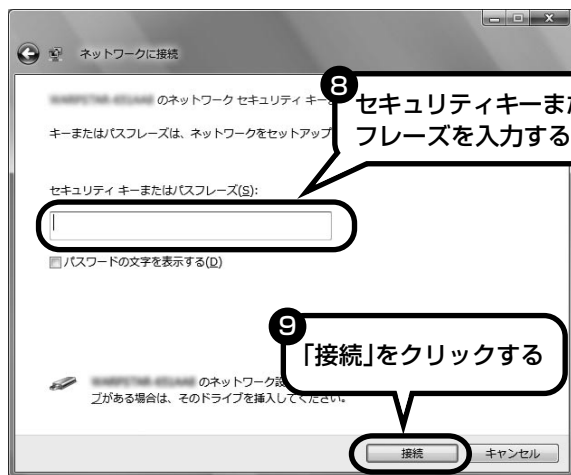 ネットワークに接続
のネットワーク セキュリティ キー
キーまたはパスフレーズは、ネットワークをセットアップ
8
セキュリティキーまた
フレーズを入力する
セキュリティ キーまたはパスフレーズ(S):
パスワードの文字を表示する(D)
9
「接続」をクリックする
のネットワーク設
ブがある場合は、そのドライブを挿入してください。
接続
キャンセル